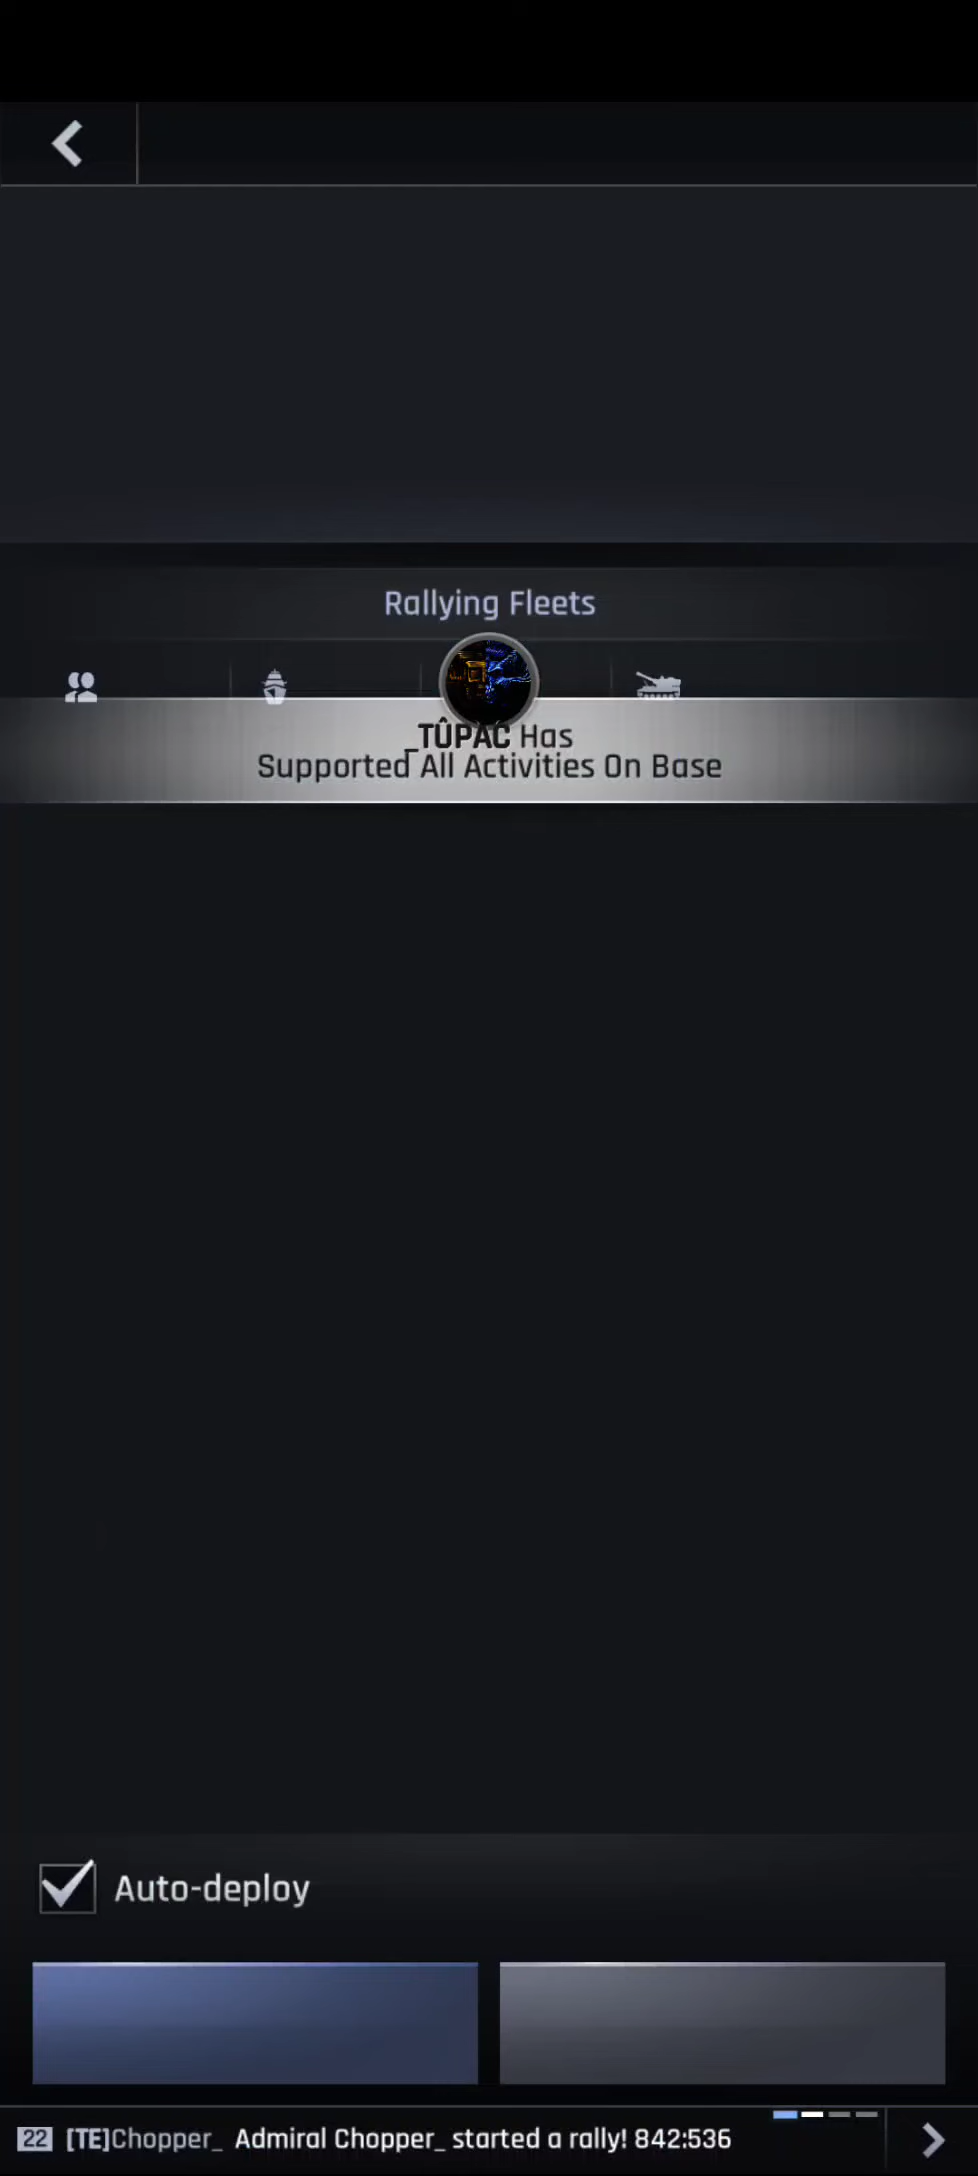 Rallying Fleets
_TÛPAC Has
Supported All Activities On Base
Auto-deploy
22 [TE]Chopper_ Admiral Chopper_ started a rally! 842:536